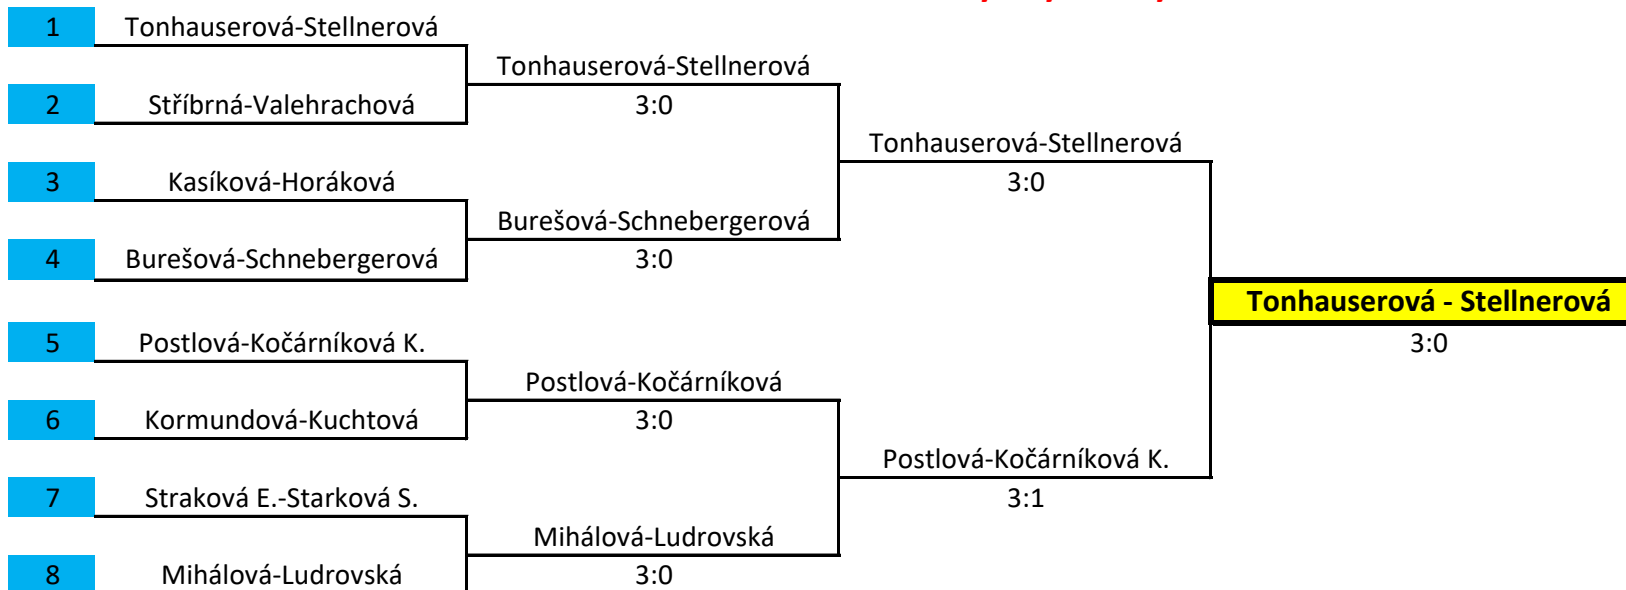 1 Tonhauserová-Stellnerová
Tonhauserová-Stellnerová
2 Stříbrná-Valehrachová 3:0
Tonhauserová-Stellnerová
3 Kasíková-Horáková 3:0
Burešová-Schnebergerová
4 Burešová-Schnebergerová 3:0
Tonhauserová - Stellnerová
5 Postlová-Kočárníková K. 3:0
Postlová-Kočárníková
6 Kormundová-Kuchtová 3:0
Postlová-Kočárníková K.
7 Straková E.-Starková S. 3:1
Mihálová-Ludrovská
8 Mihálová-Ludrovská 3:0